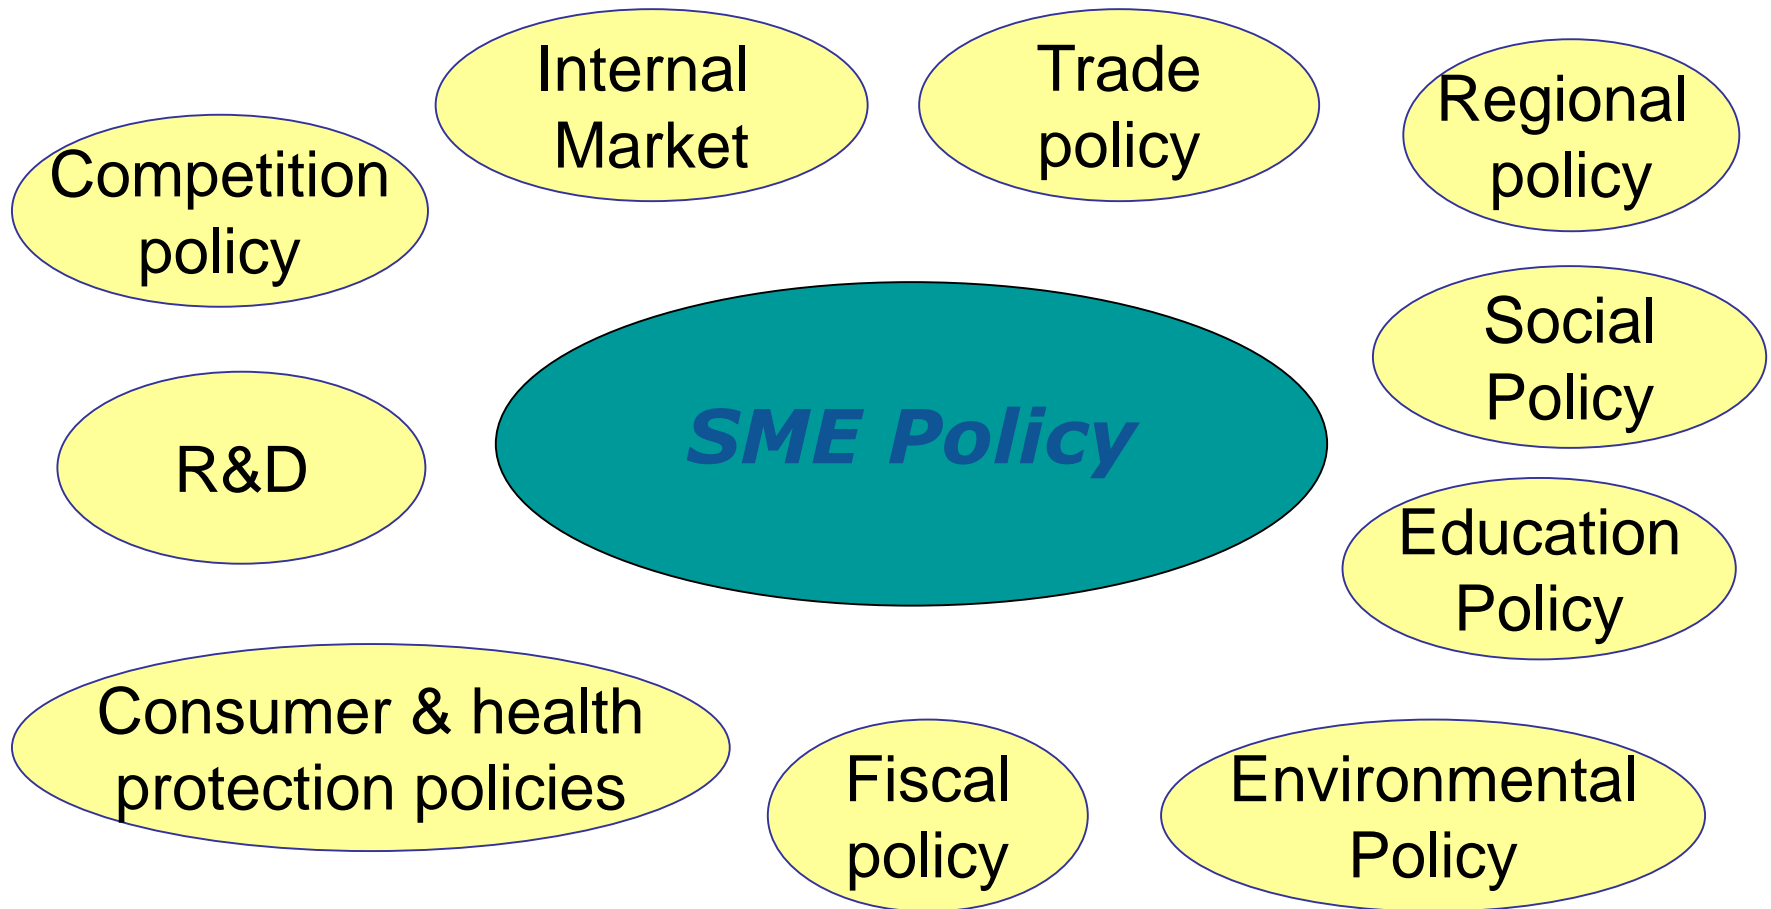 Internal
Market
Trade
policy
Regional
policy
Competition
policy
Social
Policy
SME Policy
R&D
Education
Policy
Consumer & health
protection policies
Fiscal
policy
Environmental
Policy